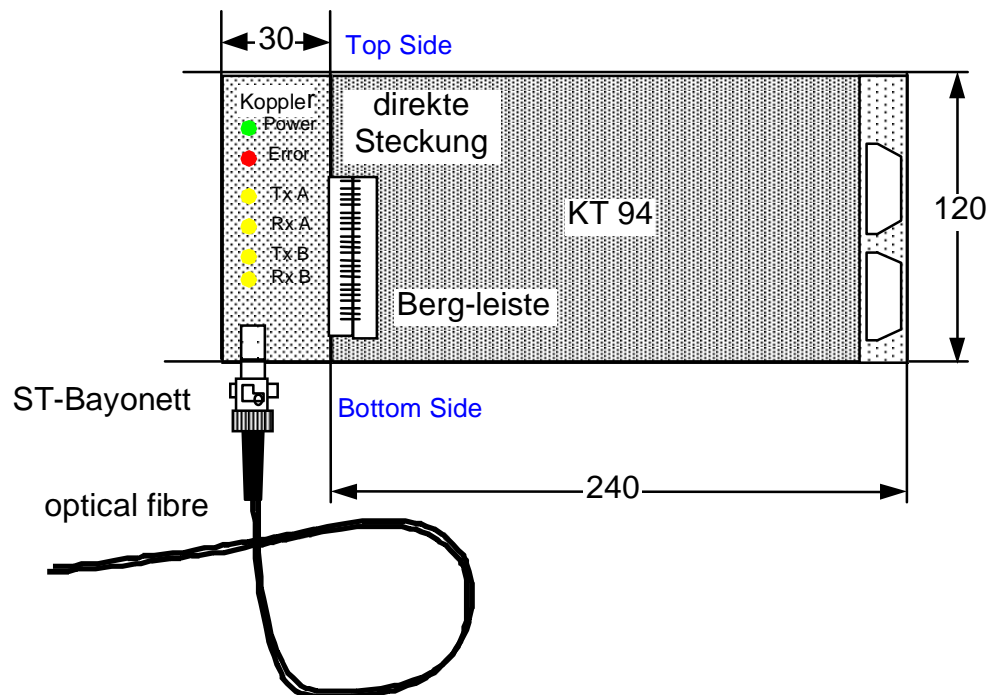 30
Top Side
Koppler
Power
Error
Tx A
Rx A
Tx B
Rx B
direkte
Steckung
KT 94
120
Berg-leiste
ST-Bayonett
Bottom Side
240
optical fibre